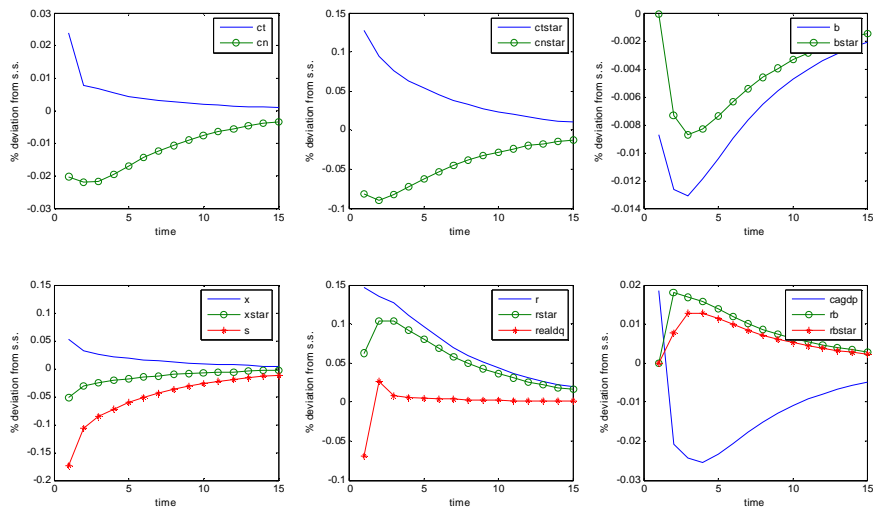 0.03
0.02
0.01
0
-0.01
-0.02
-0.03
% deviation from s.s.
0 5 10 15
time
ct
cn
0.15
0.1
0.05
0
-0.05
-0.1
% deviation from s.s.
0 5 10 15
time
ctstar
cnstar
0
-0.002
-0.004
-0.006
-0.008
-0.01
-0.012
-0.014
% deviation from s.s.
0 5 10 15
time
b
bstar
0.15
0.1
0.05
0
-0.05
-0.1
-0.15
-0.2
% deviation from s.s.
0 5 10 15
time
x
xstar
s
0.15
0.1
0.05
0
-0.05
-0.1
% deviation from s.s.
0 5 10 15
time
r
rstar
realdq
0.02
0.01
0
-0.01
-0.02
-0.03
% deviation from s.s.
0 5 10 15
time
cagdp
rb
rbstar